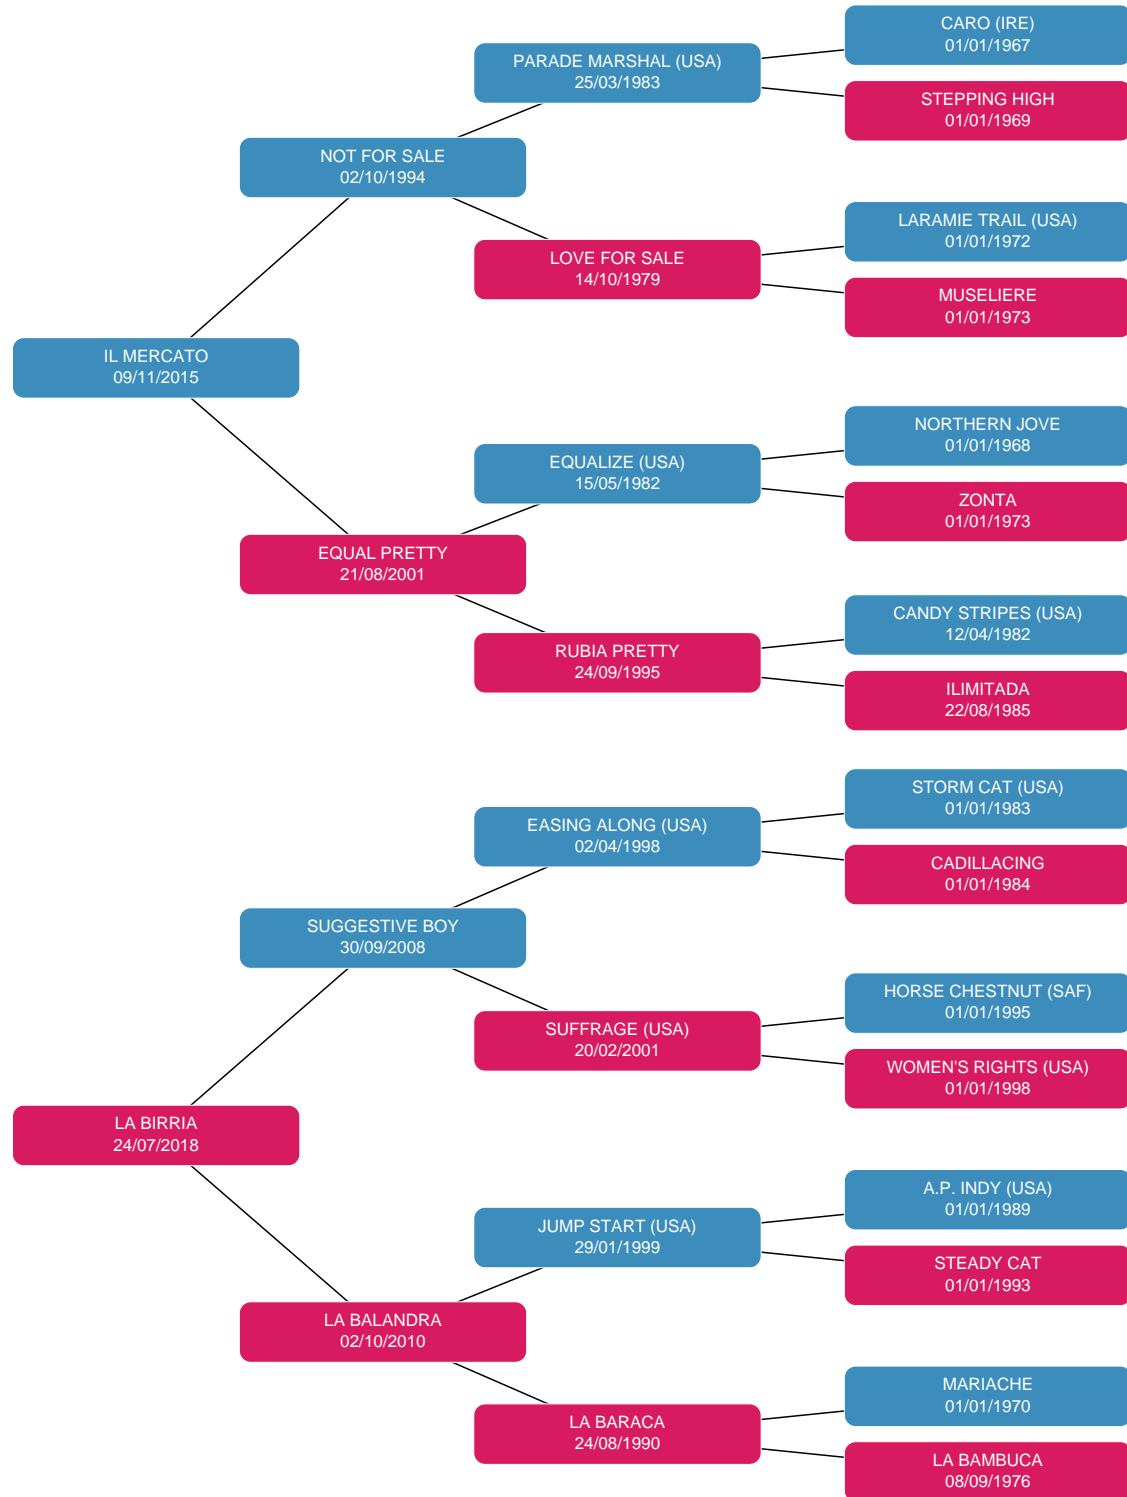 CARO (IRE)
01/01/1967
PARADE MARSHAL (USA)
25/03/1983
STEPPING HIGH
01/01/1969
NOT FOR SALE
02/10/1994
LARAMIE TRAIL (USA)
01/01/1972
LOVE FOR SALE
14/10/1979
MUSELIERE
01/01/1973
IL MERCATO
09/11/2015
NORTHERN JOVE
01/01/1968
EQUALIZE (USA)
15/05/1982
ZONTA
01/01/1973
EQUAL PRETTY
21/08/2001
CANDY STRIPES (USA)
12/04/1982
RUBIA PRETTY
24/09/1995
ILIMITADA
22/08/1985
STORM CAT (USA)
01/01/1983
EASING ALONG (USA)
02/04/1998
CADILLACING
01/01/1984
SUGGESTIVE BOY
30/09/2008
HORSE CHESTNUT (SAF)
01/01/1995
SUFFRAGE (USA)
20/02/2001
WOMEN'S RIGHTS (USA)
01/01/1998
LA BIRRIA
24/07/2018
A.P. INDY (USA)
01/01/1989
JUMP START (USA)
29/01/1999
STEADY CAT
01/01/1993
LA BALANDRA
02/10/2010
MARIACHE
01/01/1970
LA BARACA
24/08/1990
LA BAMBUCA
08/09/1976